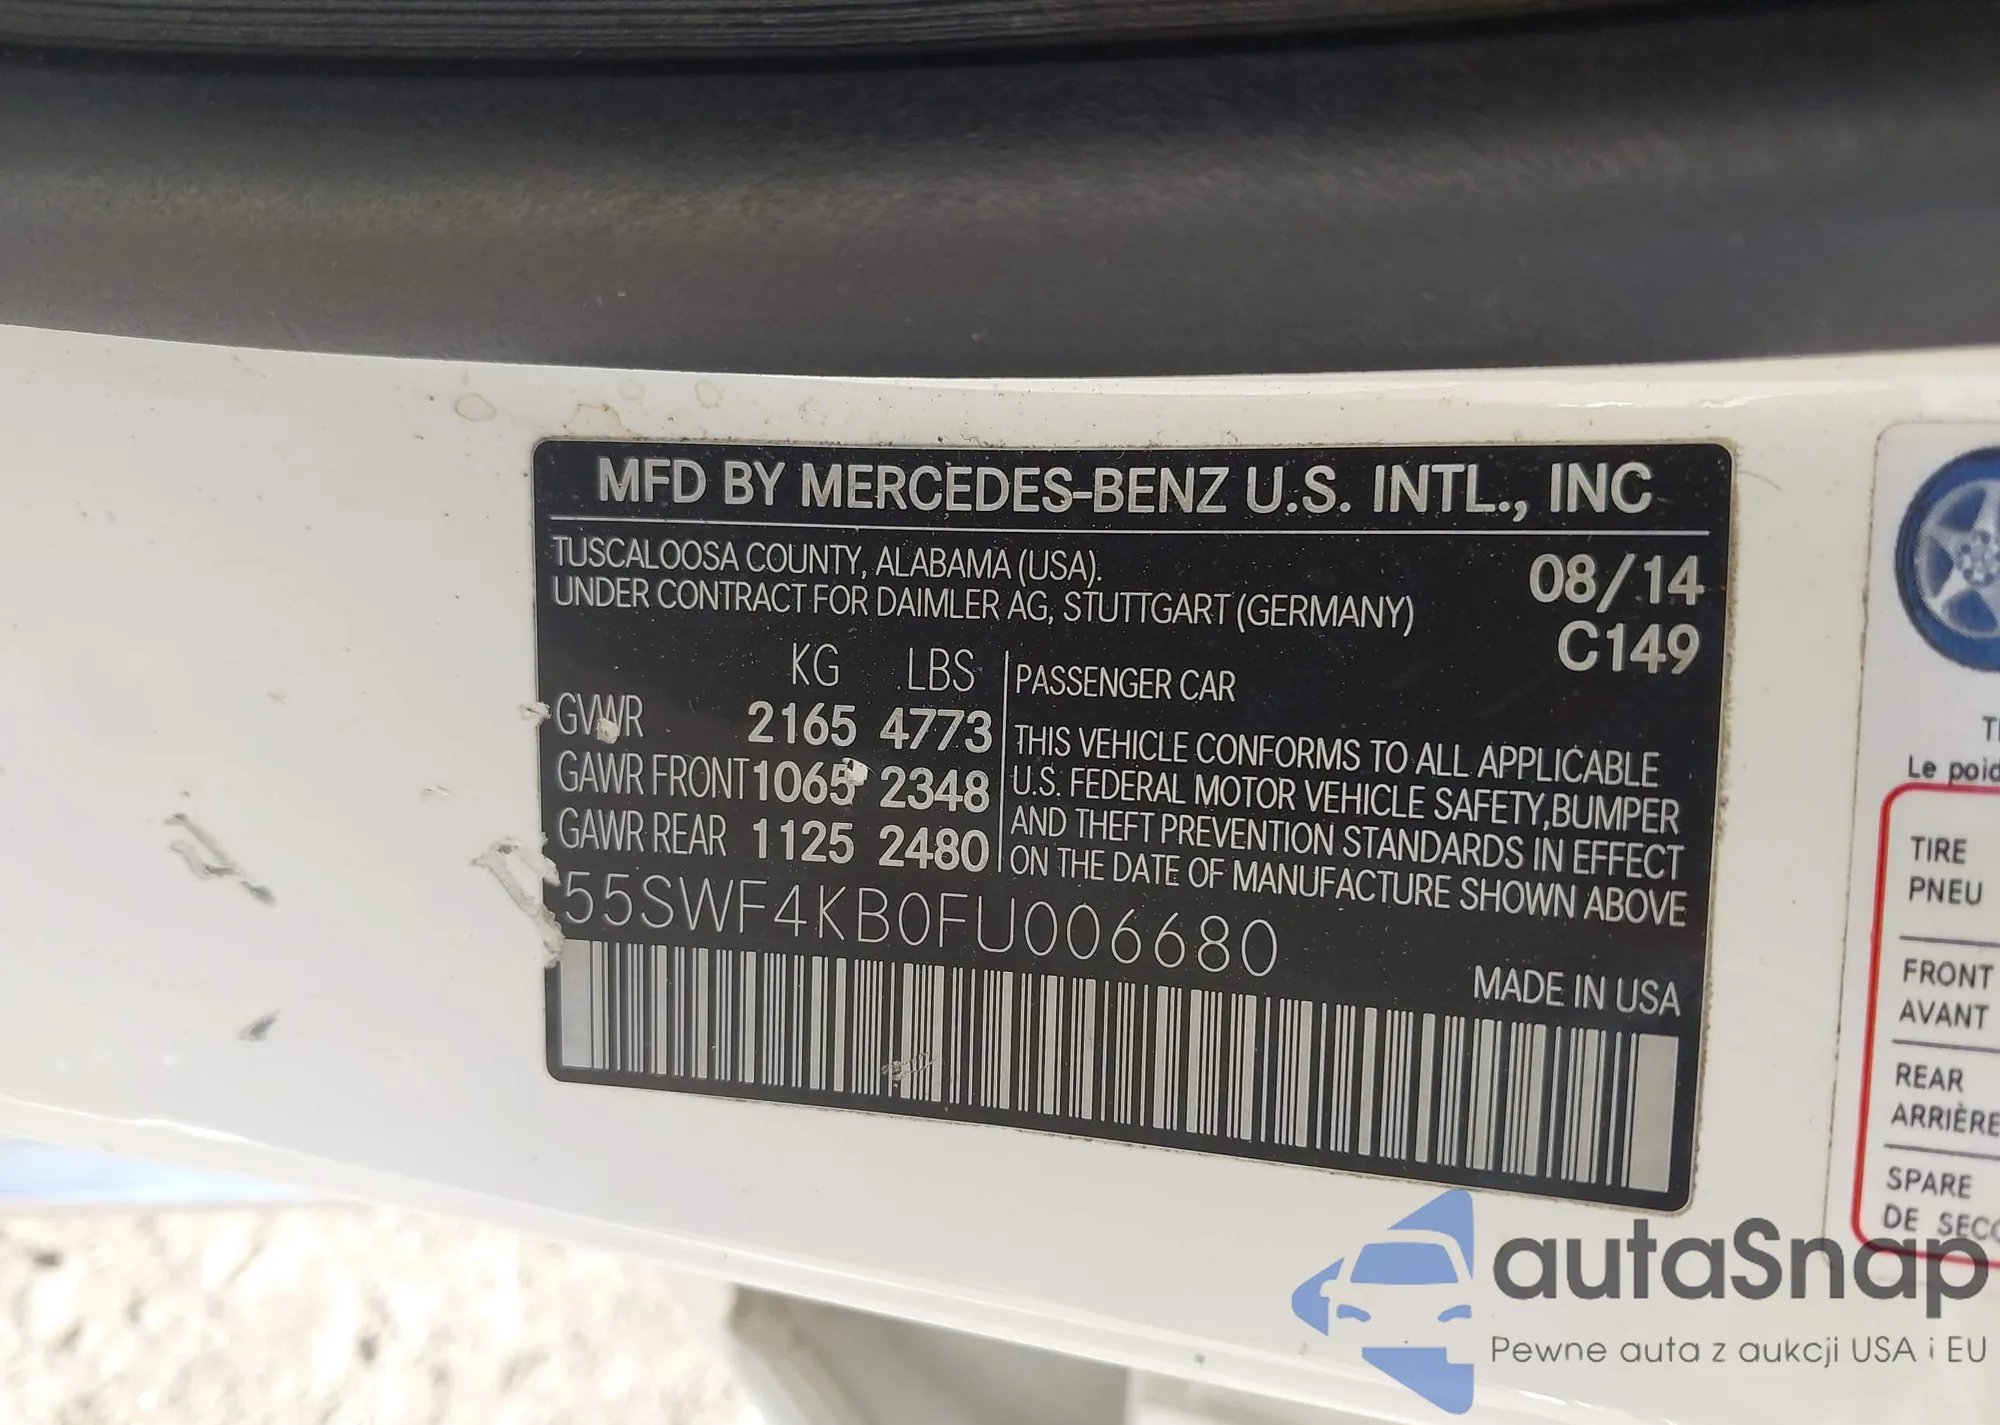 MFD BY MERCEDES-BENZ U.S. INTL., INC
TUSCALOOSA COUNTY, ALABAMA (USA).
UNDER CONTRACT FOR DAIMLER AG, STUTTGART (GERMANY)
08/14
C149
KG LBS
GVWR 2165 4773
GAWR FRONT 1065 2348
GAWR REAR 1125 2480
PASSENGER CAR
THIS VEHICLE CONFORMS TO ALL APPLICABLE
U.S. FEDERAL MOTOR VEHICLE SAFETY, BUMPER
AND THEFT PREVENTION STANDARDS IN EFFECT
ON THE DATE OF MANUFACTURE SHOWN ABOVE
55SWF4KB0FU006680
MADE IN USA
Le
TIRE
PNEU
FRONT
AVANT
REAR
ARRIÈRE
SPARE
DE
autaSnap
Pewne auta z aukcji USA i EU